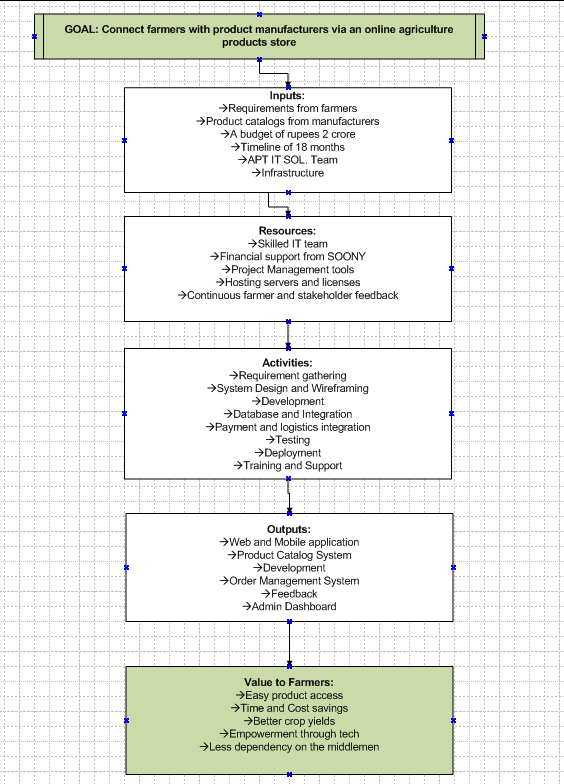 GOAL: Connect farmers with product manufacturers via an online agriculture
products store
Inputs:
→Requirements from farmers
→Product catalogs from manufacturers
→A budget of rupees 2 crore
→Timeline of 18 months
→APT IT SOL. Team
→Infrastructure
Resources:
→Skilled IT team
→Financial support from SOONY
→Project Management tools
→Hosting servers and licenses
→Continuous farmer and stakeholder feedback
Activities:
→Requirement gathering
→System Design and Wireframing
→Development
→Database and Integration
→Payment and logistics integration
→Testing
→Deployment
→Training and Support
Outputs:
→Web and Mobile application
→Product Catalog System
→Development
→Order Management System
→Feedback
→Admin Dashboard
Value to Farmers:
→Easy product access
→Time and Cost savings
→Better crop yields
→Empowerment through tech
→Less dependency on the middlemen